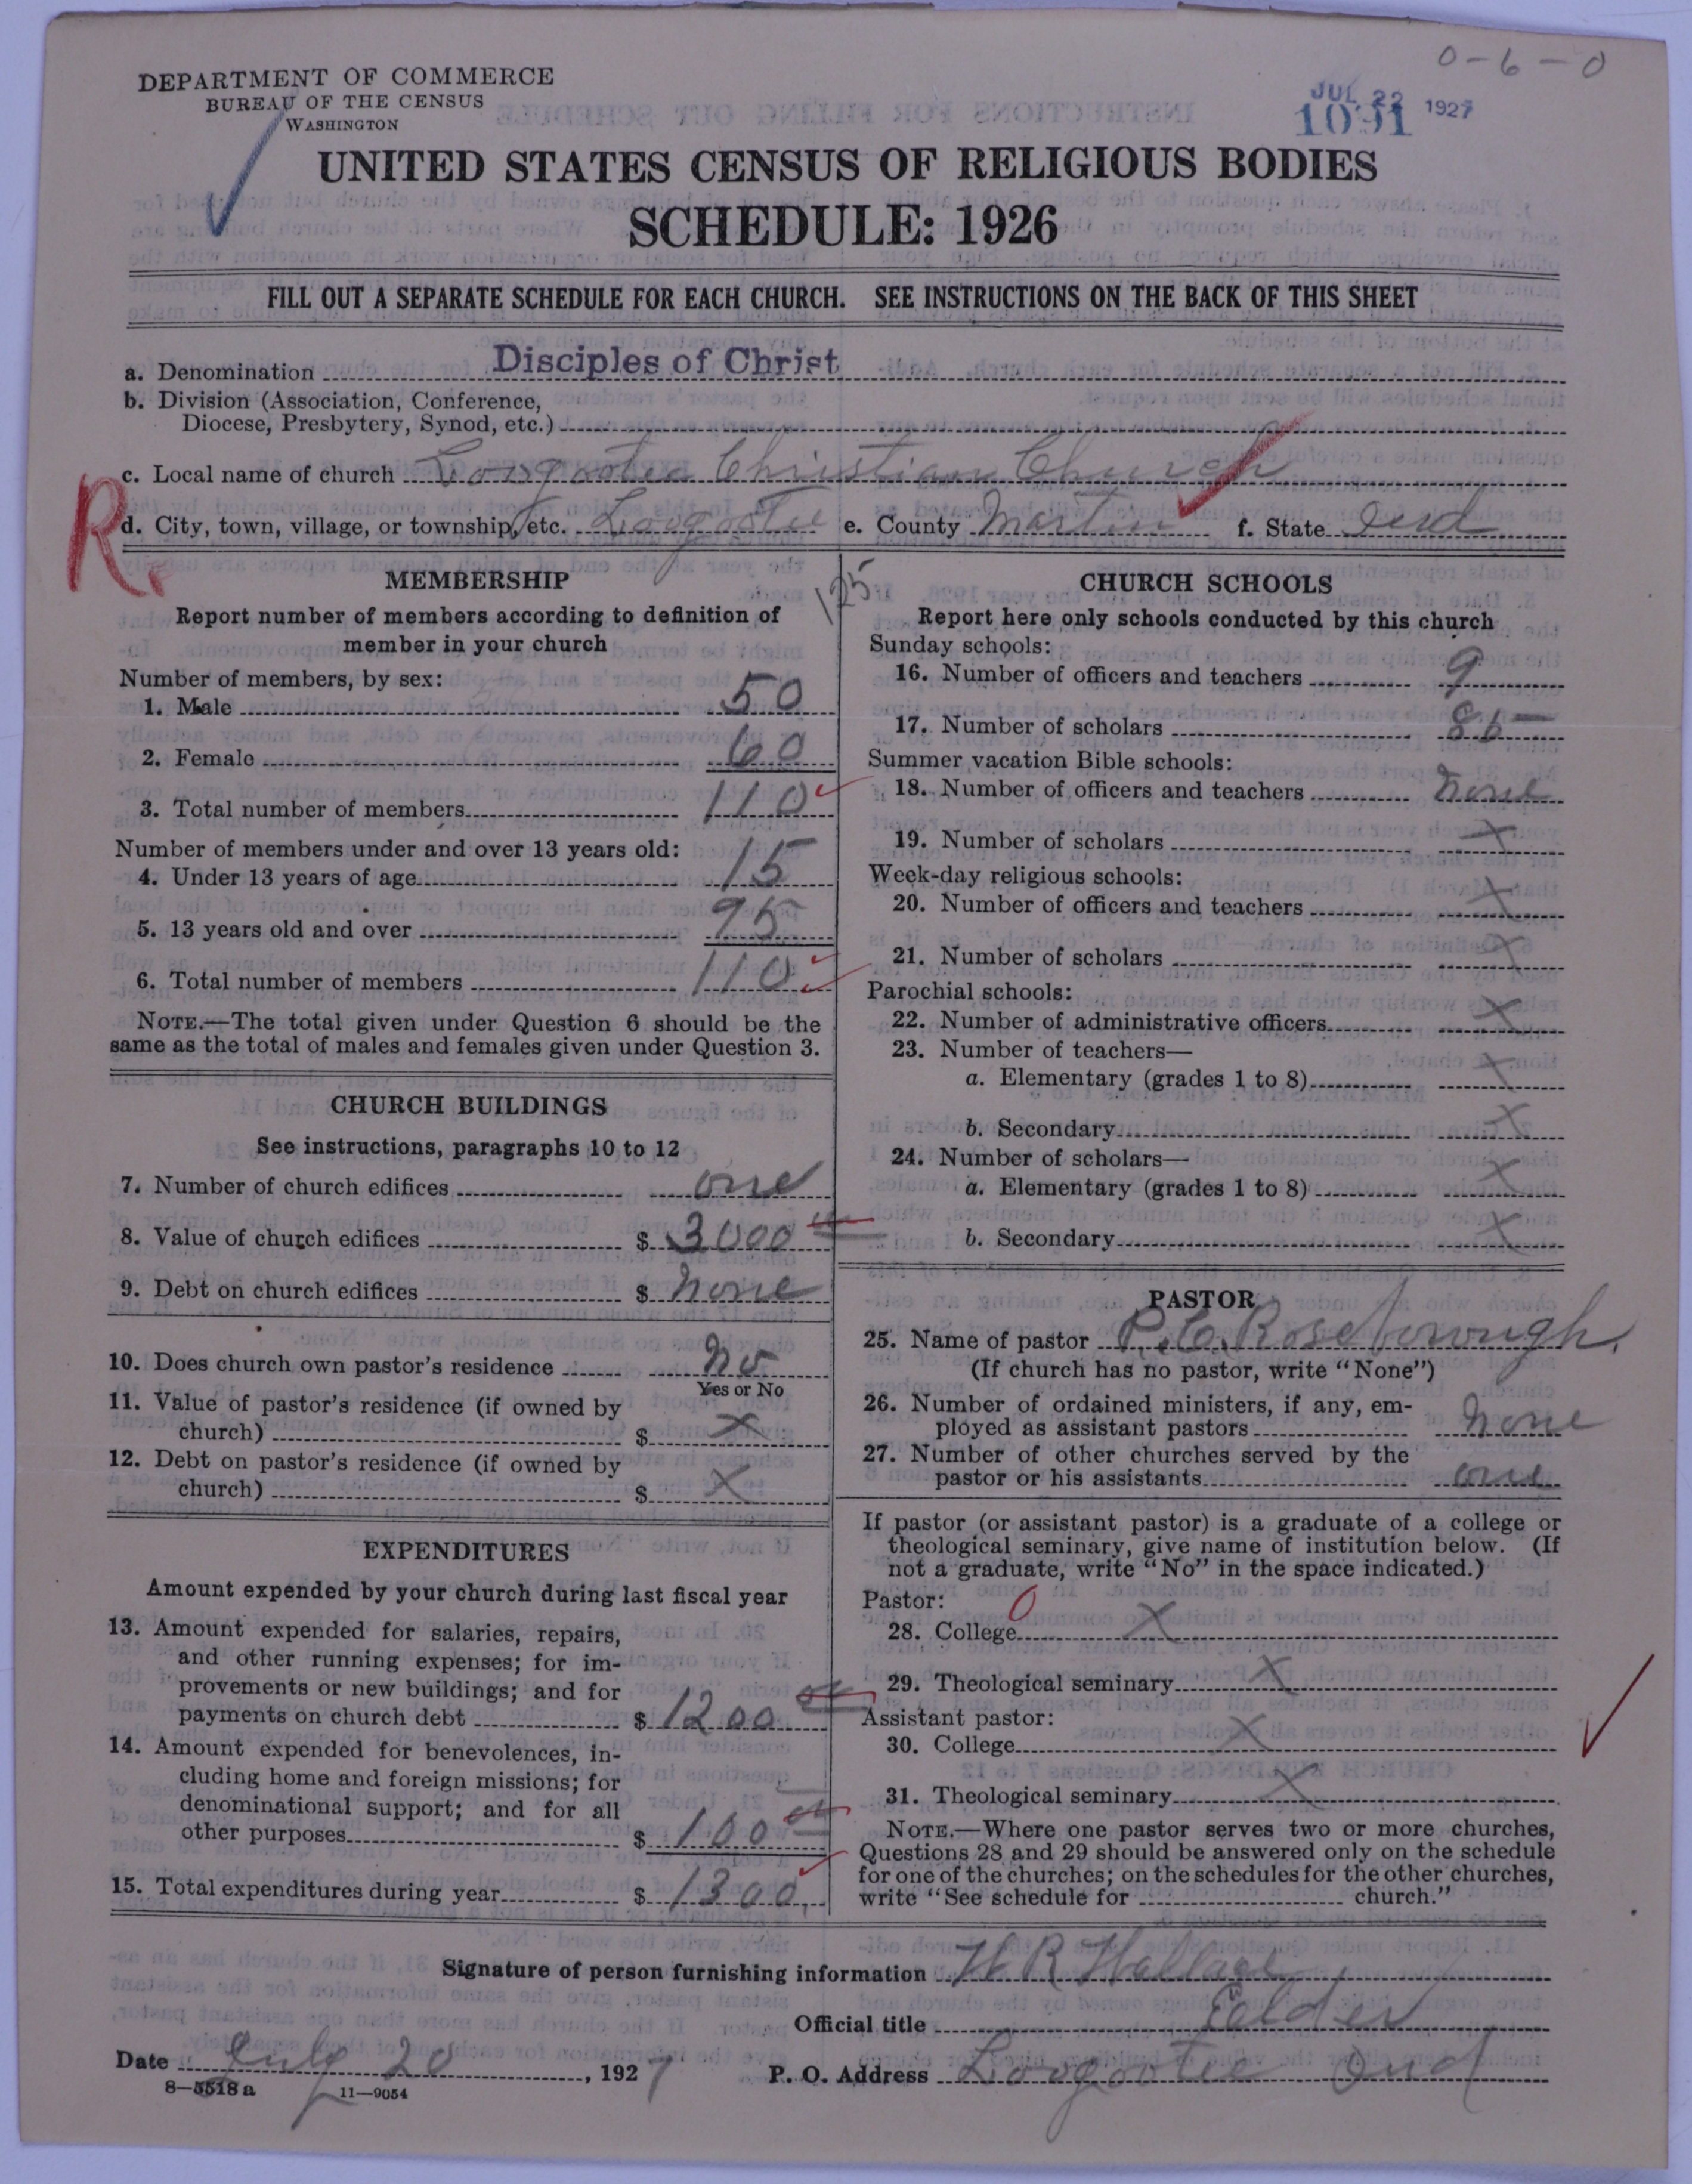 0-6-0
DEPARTMENT OF COMMERCE
BUREAU OF THE CENSUS
WASHINGTON
JUL 22 1927
1091
UNITED STATES CENSUS OF RELIGIOUS BODIES
SCHEDULE: 1926
FILL OUT A SEPARATE SCHEDULE FOR EACH CHURCH. SEE INSTRUCTIONS ON THE BACK OF THIS SHEET
a. Denomination Disciples of Christ
b. Division (Association, Conference,
Diocese, Presbytery, Synod, etc.)
c. Local name of church Loogootee Christian Church
R.
d. City, town, village, or township, etc. Loogootee e. County Martin f. State Ind
MEMBERSHIP
125
Report number of members according to definition of
member in your church
Number of members, by sex:
1. Male 50
2. Female 60
3. Total number of members 110
Number of members under and over 13 years old:
4. Under 13 years of age 15
5. 13 years old and over 95
6. Total number of members 110
NOTE.—The total given under Question 6 should be the
same as the total of males and females given under Question 3.
CHURCH BUILDINGS
See instructions, paragraphs 10 to 12
7. Number of church edifices one
8. Value of church edifices $ 3000
9. Debt on church edifices $ none
10. Does church own pastor's residence no
Yes or No
11. Value of pastor's residence (if owned by
church) $ X
12. Debt on pastor's residence (if owned by
church) $ X
EXPENDITURES
Amount expended by your church during last fiscal year
13. Amount expended for salaries, repairs,
and other running expenses; for im-
provements or new buildings; and for
payments on church debt $ 1200
14. Amount expended for benevolences, in-
cluding home and foreign missions; for
denominational support; and for all
other purposes $ 100
15. Total expenditures during year $ 1300
CHURCH SCHOOLS
Report here only schools conducted by this church
Sunday schools:
16. Number of officers and teachers 9
17. Number of scholars
Summer vacation Bible schools:
18. Number of officers and teachers none
19. Number of scholars X
Week-day religious schools:
20. Number of officers and teachers X
21. Number of scholars X
Parochial schools:
22. Number of administrative officers X
23. Number of teachers—
a. Elementary (grades 1 to 8) X
b. Secondary X
24. Number of scholars—
a. Elementary (grades 1 to 8) X
b. Secondary X
PASTOR
25. Name of pastor P. C. Roseborough.
(If church has no pastor, write "None")
26. Number of ordained ministers, if any, em-
ployed as assistant pastors none
27. Number of other churches served by the
pastor or his assistants one
If pastor (or assistant pastor) is a graduate of a college or
theological seminary, give name of institution below. (If
not a graduate, write "No" in the space indicated.)
Pastor: 0
28. College X
29. Theological seminary X
Assistant pastor:
30. College X
31. Theological seminary X
NOTE.—Where one pastor serves two or more churches,
Questions 28 and 29 should be answered only on the schedule
for one of the churches; on the schedules for the other churches,
write "See schedule for church."
Signature of person furnishing information H R Wallace
Official title Elder
Date July 20, 1927 P. O. Address Loogootee Ind
8—5518 a 11—9054